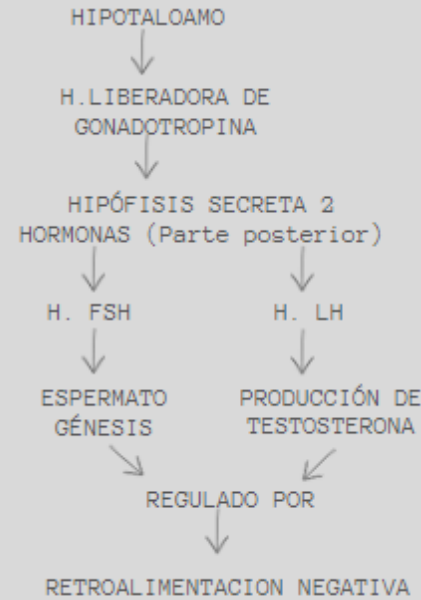 HIPOTALOAMO
H.LIBERADORA DE
GONADOTROPINA
HIPÓFISIS SECRETA 2
HORMONAS (Parte posterior)
H. FSH
H. LH
ESPERMATO
GÉNESIS
PRODUCCIÓN DE
TESTOSTERONA
REGULADO POR
RETROALIMENTACION NEGATIVA